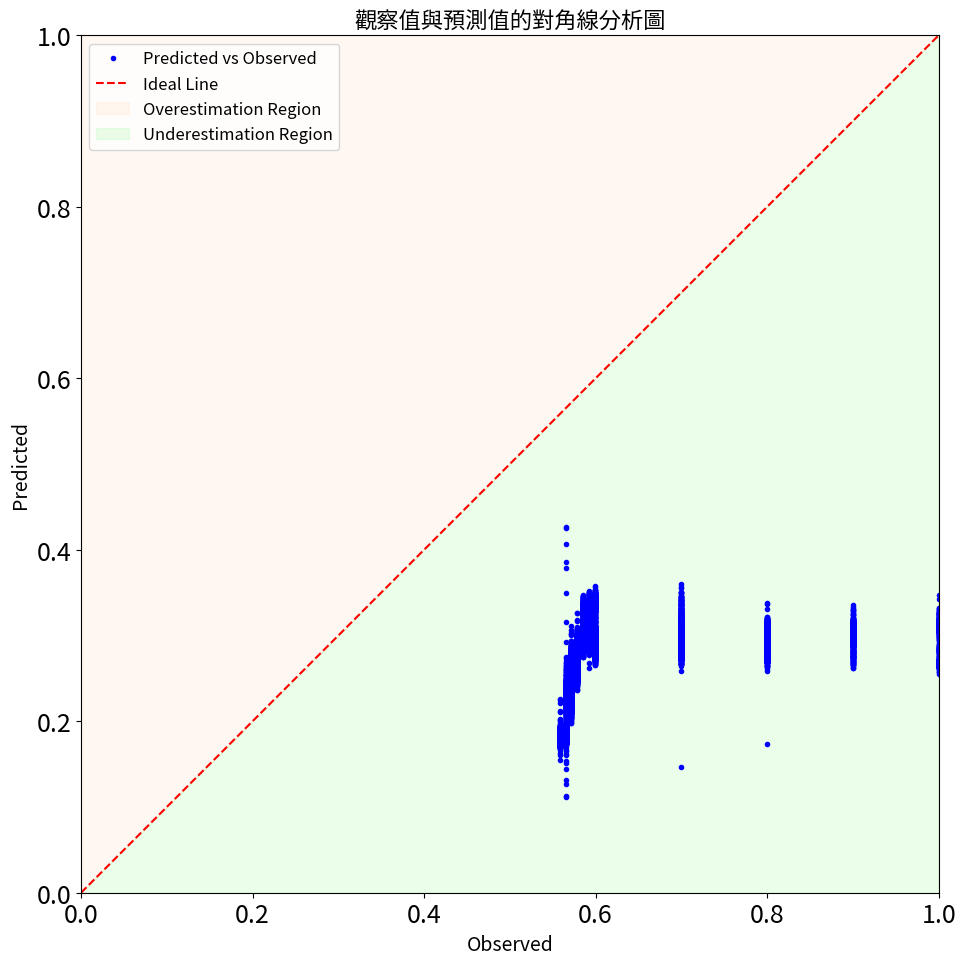 觀察值與預測值的對角線分析圖
Predicted vs Observed
Ideal Line
Overestimation Region
Underestimation Region
Predicted
1.0
0.8
0.6
0.4
0.2
0.0
0.0 0.2 0.4 0.6 0.8 1.0
Observed